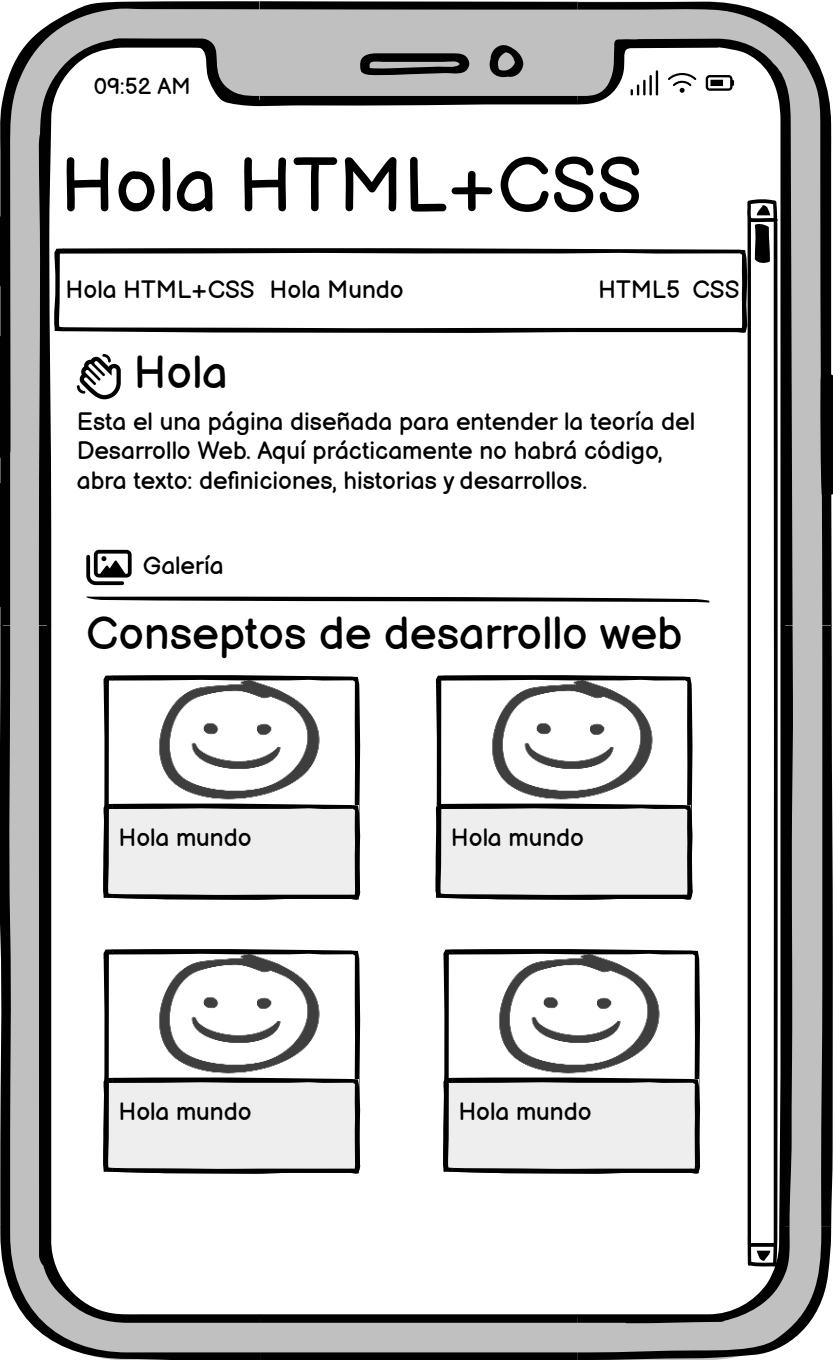 09:52 AM
Hola HTML+CSS
Hola HTML+CSS Hola Mundo HTML5 CSS
Hola
Esta el una página diseñada para entender la teoría del
Desarrollo Web. Aquí prácticamente no habrá código,
abra texto: definiciones, historias y desarrollos.
Galería
Conseptos de desarrollo web
Hola mundo Hola mundo
Hola mundo Hola mundo